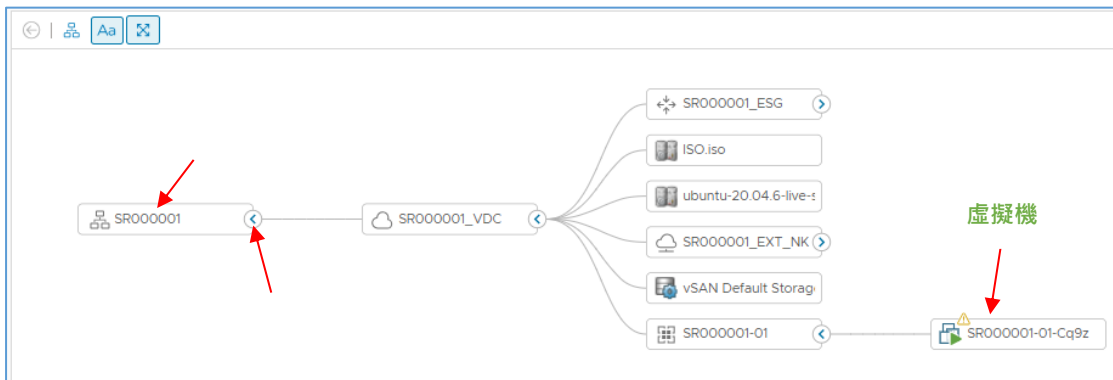 Aa
SR000001_ESG
ISO.iso
SR000001
SR000001_VDC
ubuntu-20.04.6-live-s
虛擬機
SR000001_EXT_NK
vSAN Default Storag
SR000001-01
SR000001-01-Cq9z